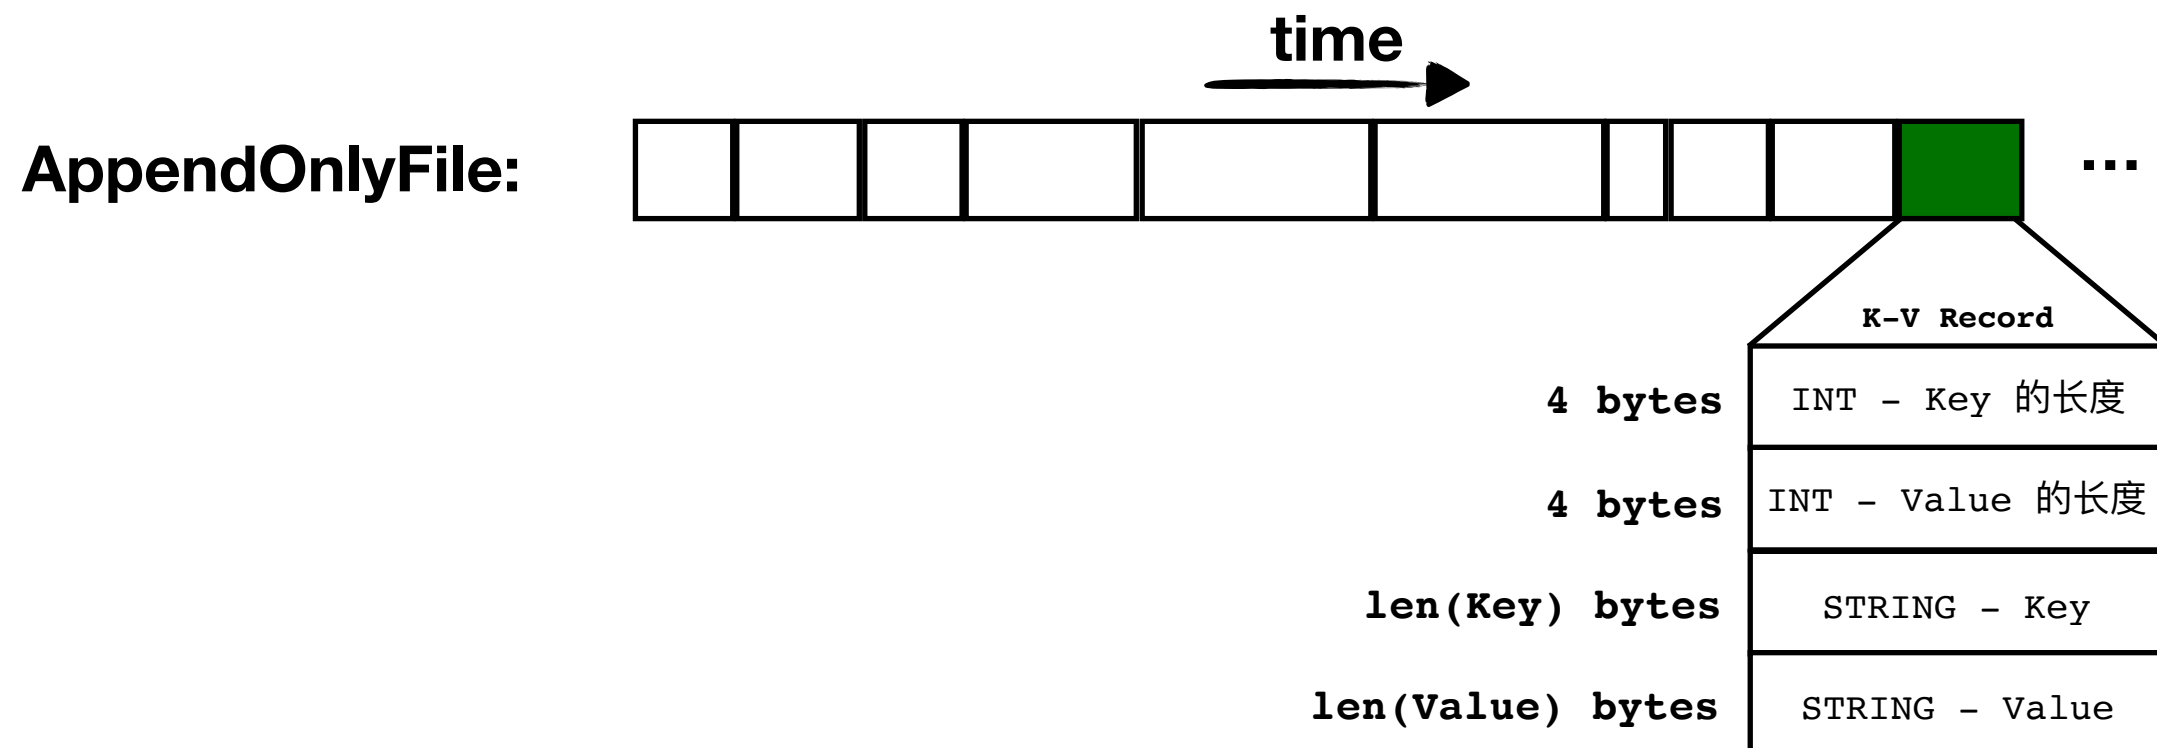 time
AppendOnlyFile:
...
K-V Record
4 bytes
INT - Key 的长度
4 bytes
INT - Value 的长度
len(Key) bytes
STRING - Key
len(Value) bytes
STRING - Value